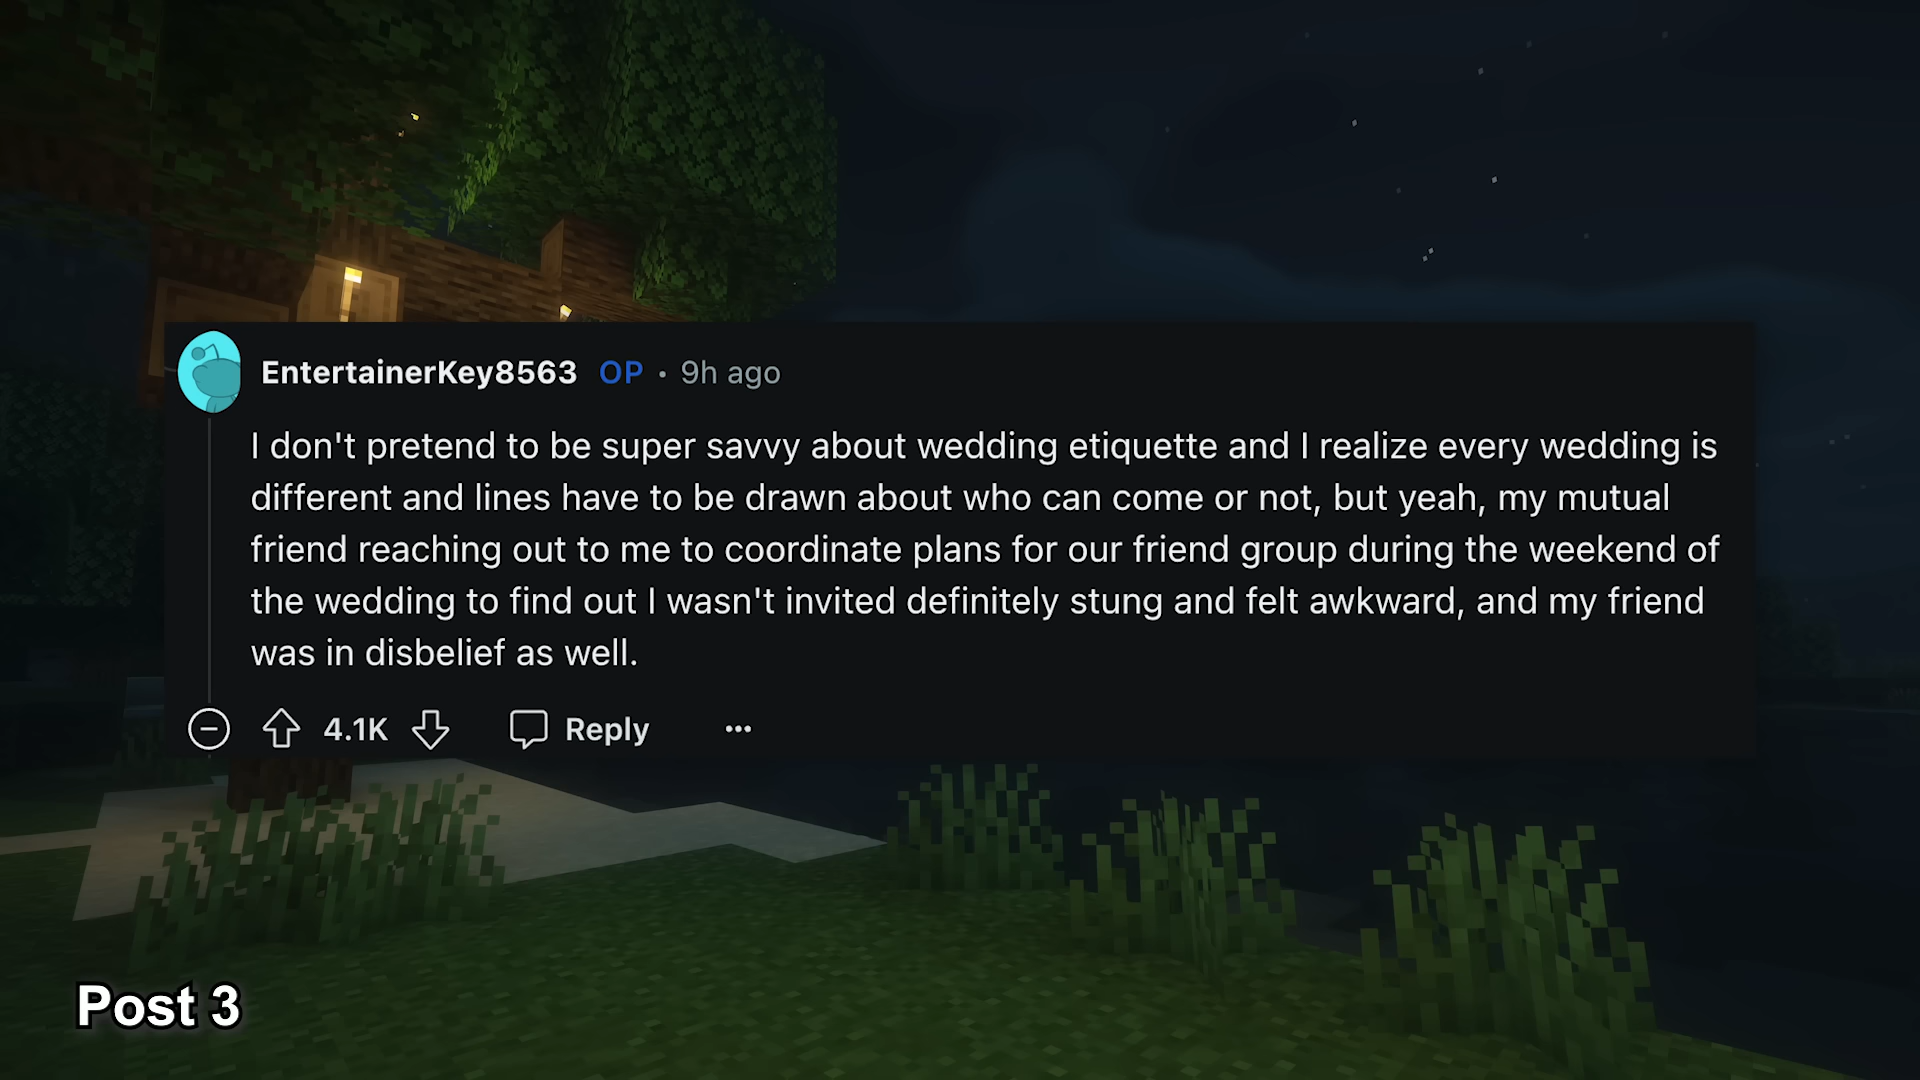 EntertainerKey8563 OP • 9h ago
I don't pretend to be super savvy about wedding etiquette and I realize every wedding is
different and lines have to be drawn about who can come or not, but yeah, my mutual
friend reaching out to me to coordinate plans for our friend group during the weekend of
the wedding to find out I wasn't invited definitely stung and felt awkward, and my friend
was in disbelief as well.
4.1K Reply ...
Post 3